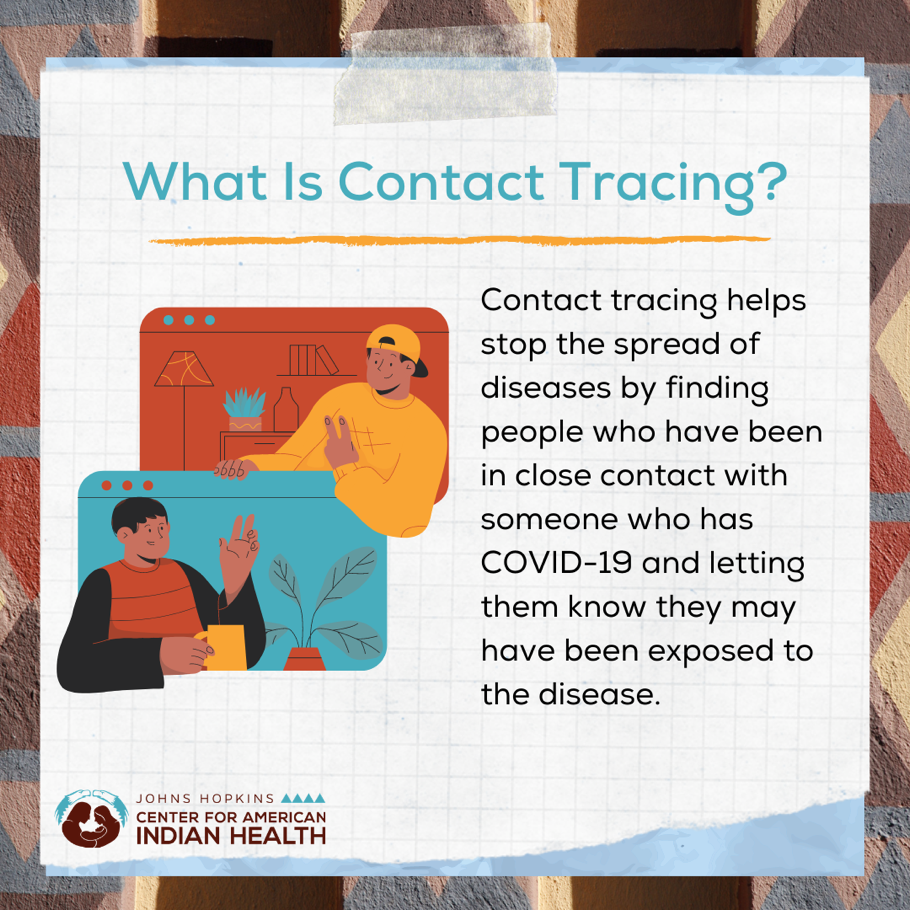 What Is Contact Tracing?
Contact tracing helps
stop the spread of
diseases by finding
people who have been
in close contact with
someone who has
COVID-19 and letting
them know they may
have been exposed to
the disease.
JOHNS HOPKINS
CENTER FOR AMERICAN
INDIAN HEALTH